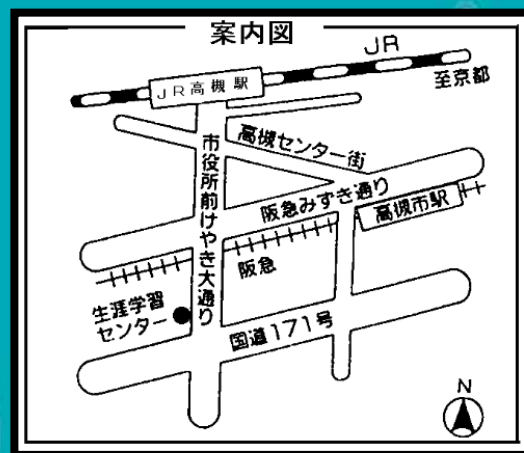 案内図
JR
JR高槻駅
至京都
高槻センター街
市役所前けやき大通り
阪急みずき通り
高槻市駅
阪急
生涯学習
センター
国道171号
N